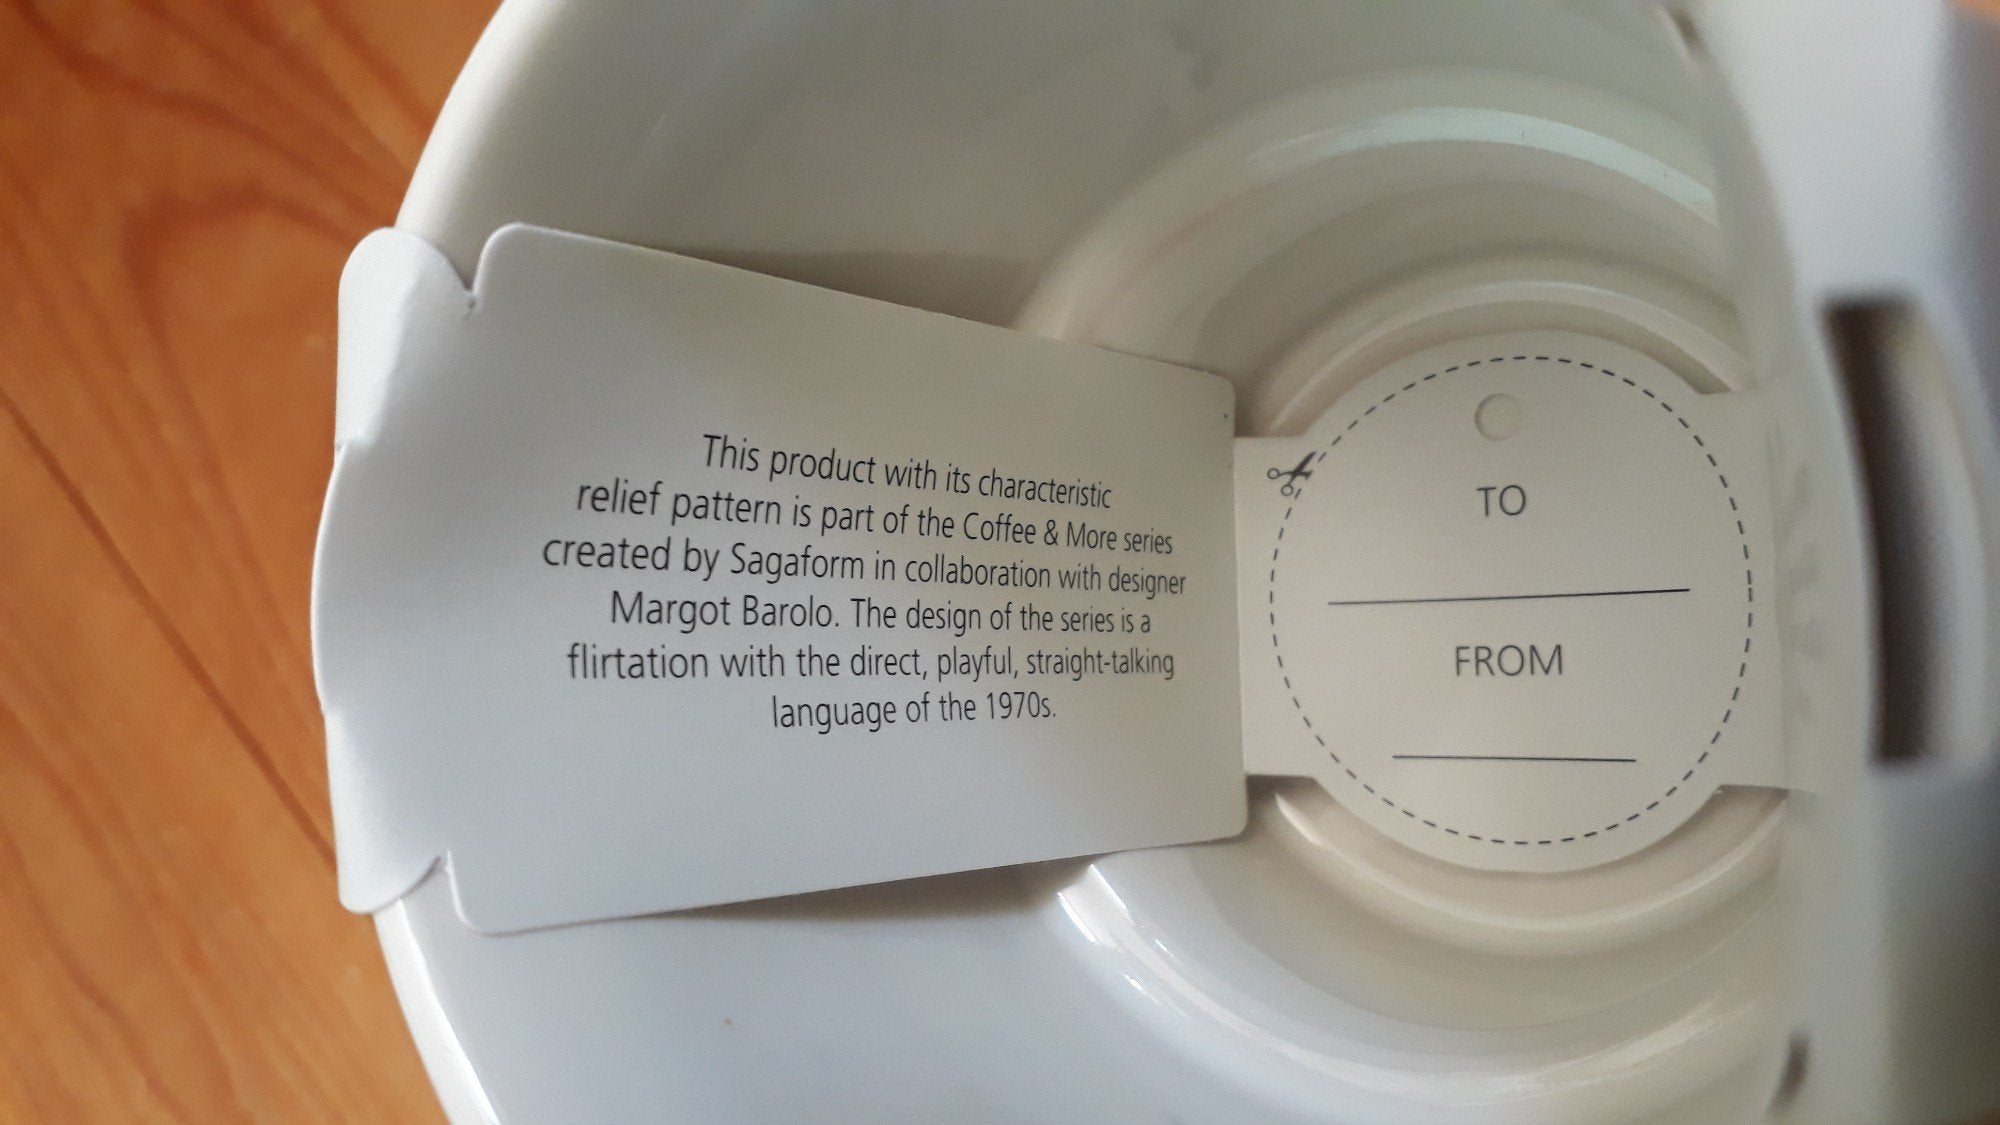 This product with its characteristic
relief pattern is part of the Coffee & More series
created by Sagaform in collaboration with designer
Margot Barolo. The design of the series is a
flirtation with the direct, playful, straight-talking
language of the 1970s.
TO
FROM